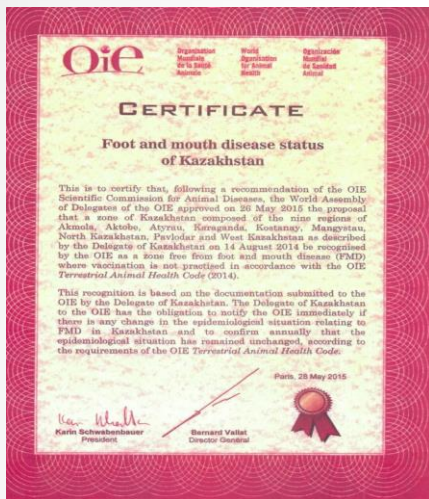 Oie
Organisation
Mondiale
de la Santé
Animale
World
Organisation
for Animal
Health
Organización
Mundial
de Sanidad
Animal
CERTIFICATE
Foot and mouth disease status
of Kazakhstan
This is to certify that, following a recommendation of the OIE
Scientific Commission for Animal Diseases, the World Assembly
of Delegates of the OIE approved on 26 May 2015 the proposal
that a zone of Kazakhstan composed of the nine regions of
Akmola, Aktobe, Atyrau, Karaganda, Kostanay, Mangystau,
North Kazakhstan, Pavlodar and West Kazakhstan as described
by the Delegate of Kazakhstan on 14 August 2014 be recognised
by the OIE as a zone free from foot and mouth disease (FMD)
where vaccination is not practised in accordance with the OIE
Terrestrial Animal Health Code (2014).
This recognition is based on the documentation submitted to the
OIE by the Delegate of Kazakhstan. The Delegate of Kazakhstan
to the OIE has the obligation to notify the OIE immediately if
there is any change in the epidemiological situation relating to
FMD in Kazakhstan and to confirm annually that the
epidemiological situation has remained unchanged, according to
the requirements of the OIE Terrestrial Animal Health Code.
Paris, 28 May 2015
Karin Schwabenbauer
President
Bernard Vallat
Director General